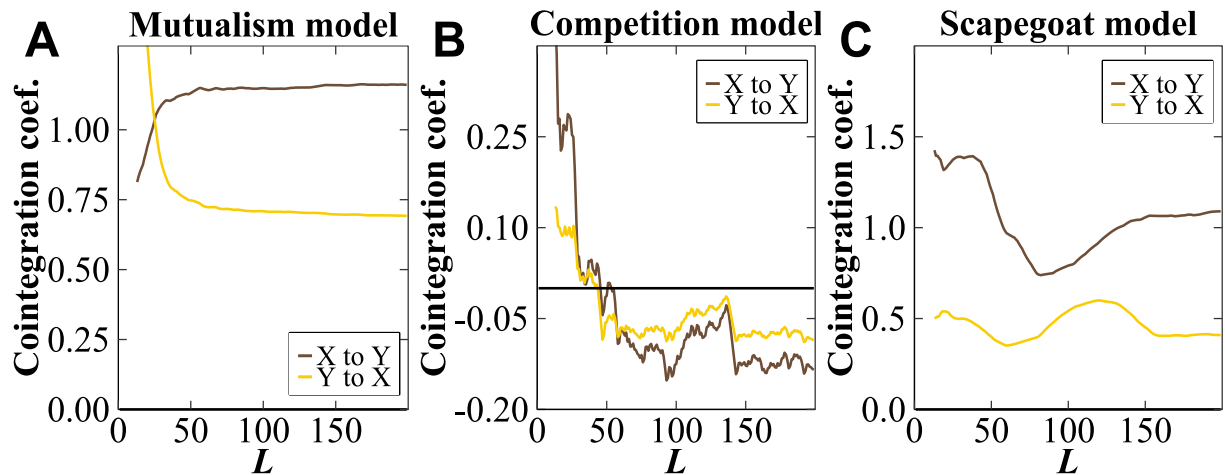 A
Mutualism model
Cointegration coef.
1.00
0.75
0.50
0.25
0.00
0
50
100
150
L
X to Y
Y to X
B
Competition model
Cointegration coef.
0.25
0.10
-0.05
-0.20
0
50
100
150
L
X to Y
Y to X
C
Scapegoat model
Cointegration coef.
1.5
1.0
0.5
0.0
0
50
100
150
L
X to Y
Y to X